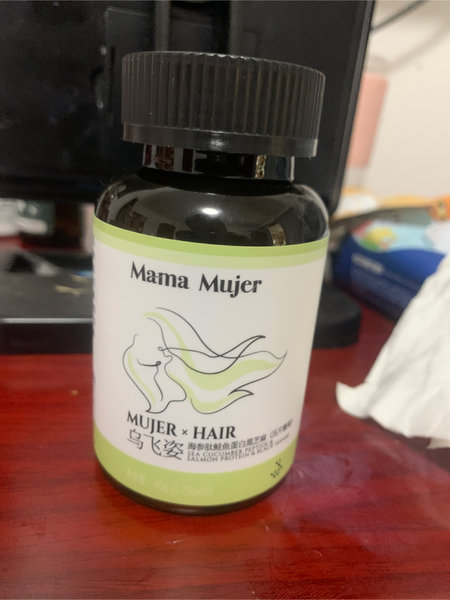 Mama Mujer
MUJER × HAIR
乌飞姿 海参肽鲑鱼蛋白黑芝麻
SEA CUCUMBER PEPTIDE &
SALMON PROTEIN & BLACK SESAME